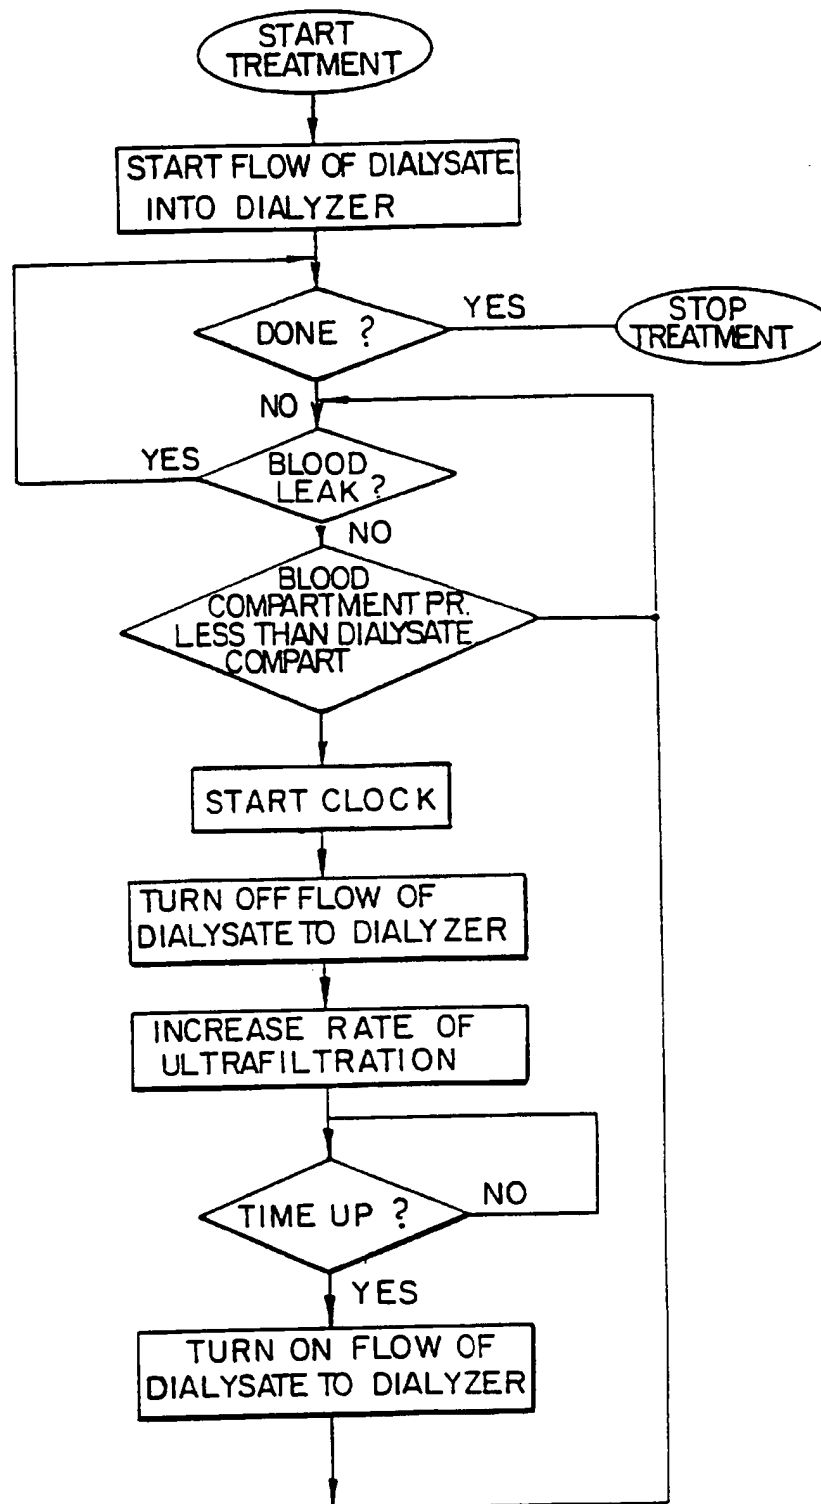 START
TREATMENT
START FLOW OF DIALYSATE
INTO DIALYZER
DONE ?
YES
STOP
TREATMENT
NO
YES
BLOOD
LEAK ?
NO
BLOOD
COMPARTMENT PR.
LESS THAN DIALYSATE
COMPART
START CLOCK
TURN OFF FLOW OF
DIALYSATE TO DIALYZER
INCREASE RATE OF
ULTRAFILTRATION
TIME UP ?
NO
YES
TURN ON FLOW OF
DIALYSATE TO DIALYZER